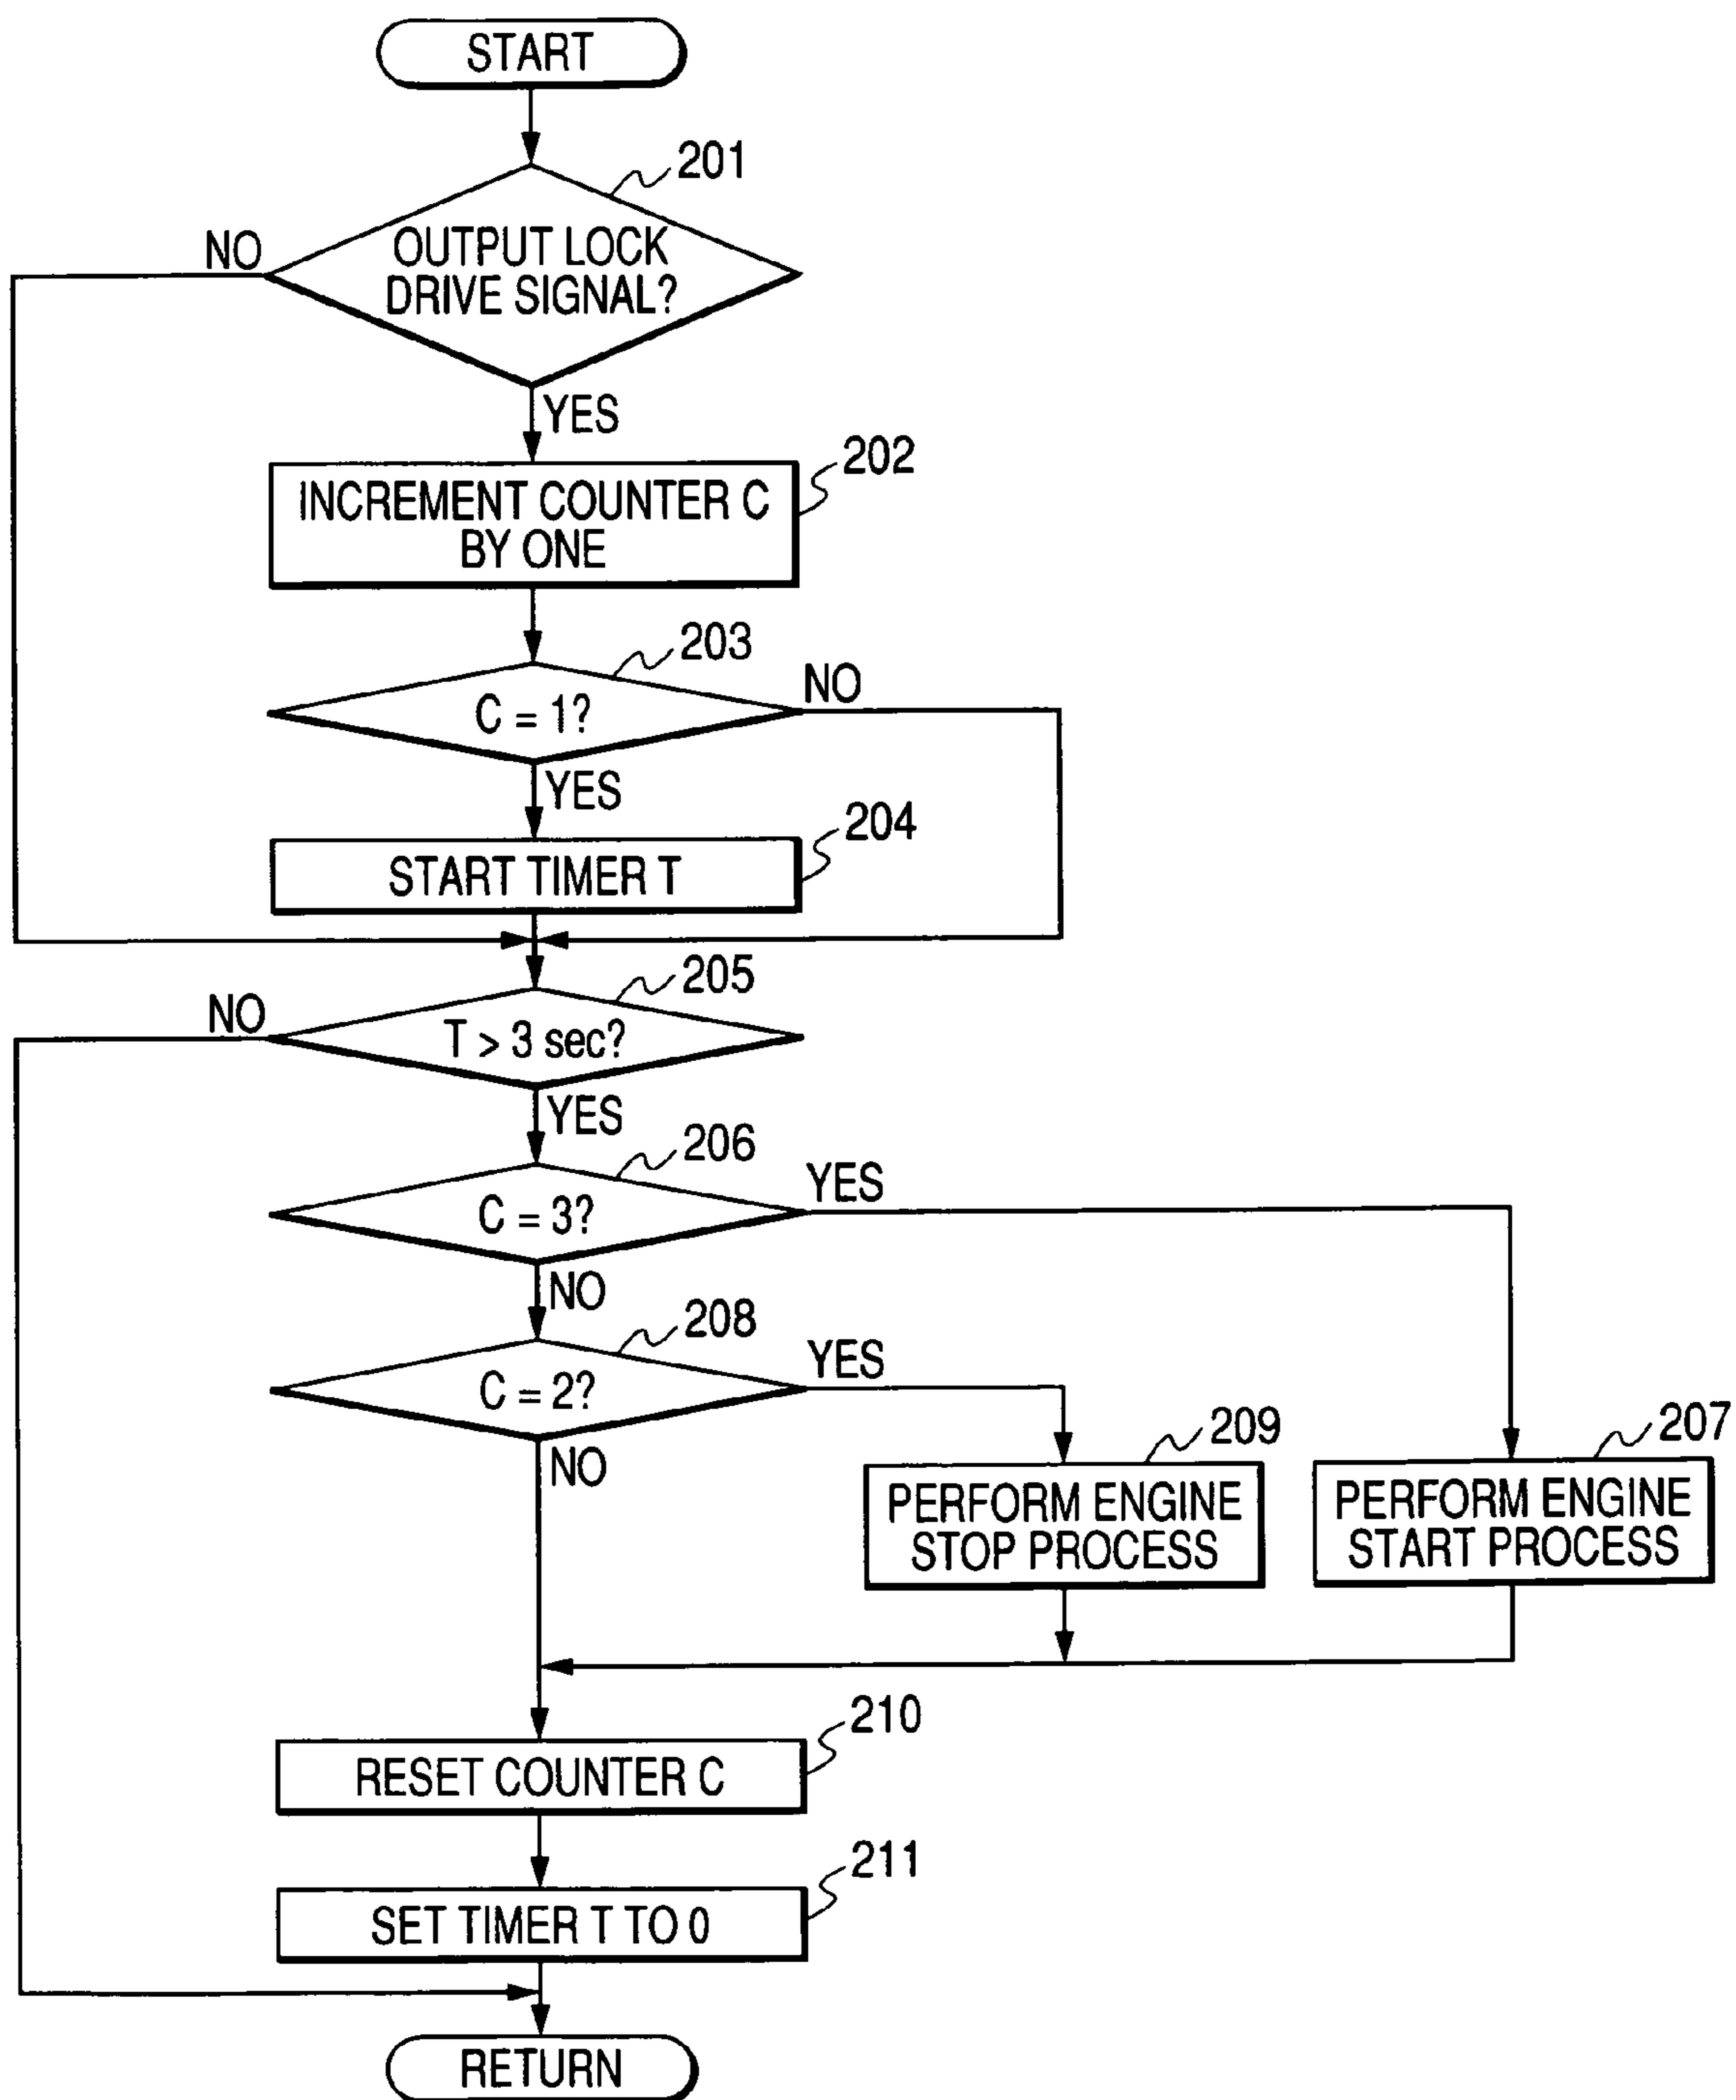 START
201
NO
OUTPUT LOCK
DRIVE SIGNAL?
YES
202
INCREMENT COUNTER C
BY ONE
203
NO
C = 1?
YES
204
START TIMER T
205
NO
T > 3 sec?
YES
206
YES
C = 3?
NO
208
YES
C = 2?
NO
209
PERFORM ENGINE
STOP PROCESS
207
PERFORM ENGINE
START PROCESS
210
RESET COUNTER C
211
SET TIMER T TO 0
RETURN